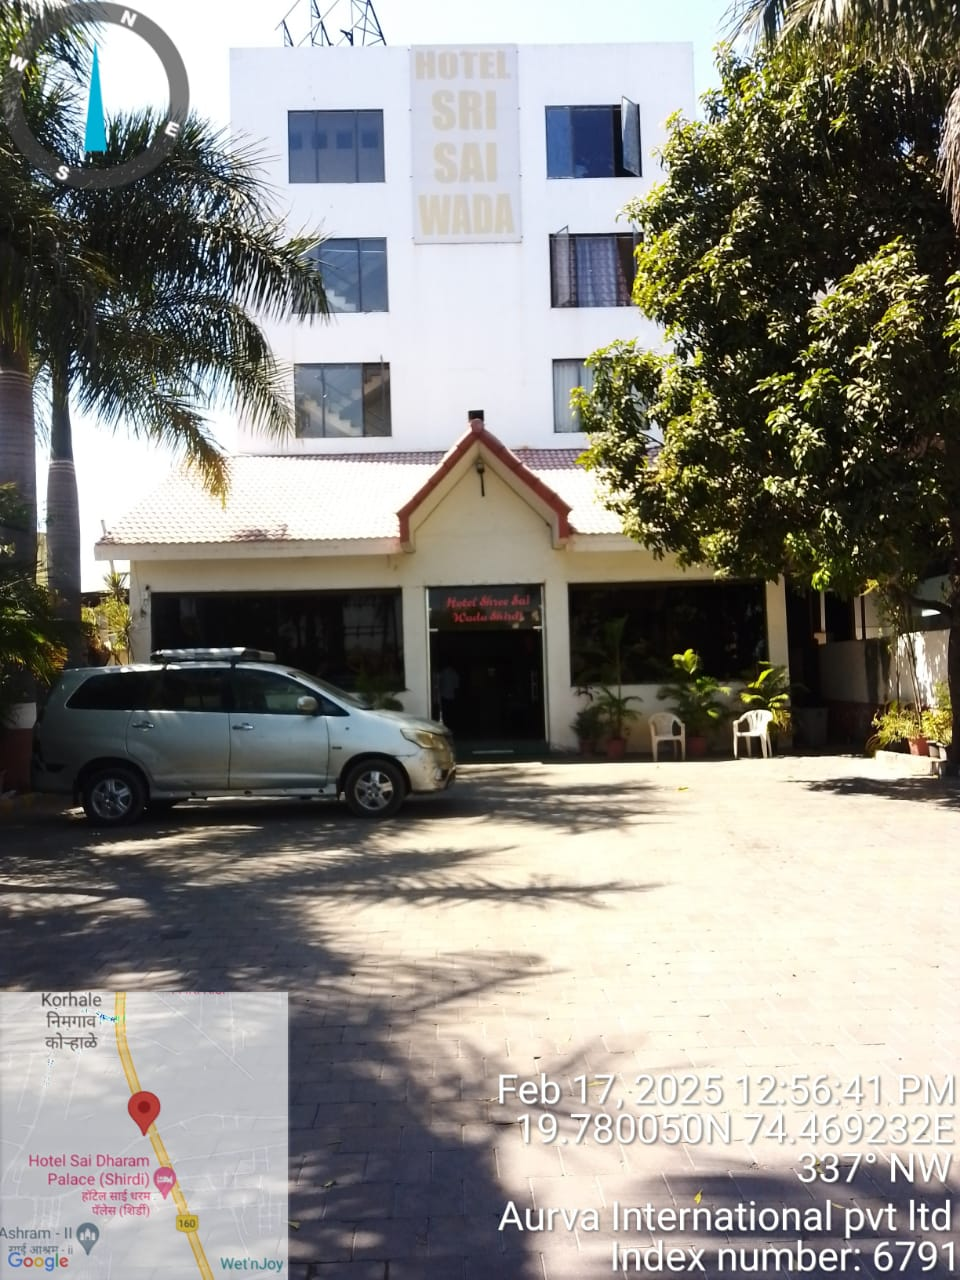 N
W
E
S
HOTEL
SRI
SAI
WADA
Hotel Shree Sai
Wada Shirdi
Korhale
निमगाव
कोऱ्हाळे
Hotel Sai Dharam
Palace (Shirdi)
हॉटेल साई धरम
पॅलेस (शिर्डी)
160
Ashram - II
साई आश्रम - ii
Google
Wet'nJoy
Feb 17, 2025 12:56:41 PM
19.780050N 74.469232E
337° NW
Aurva International pvt ltd
Index number: 6791